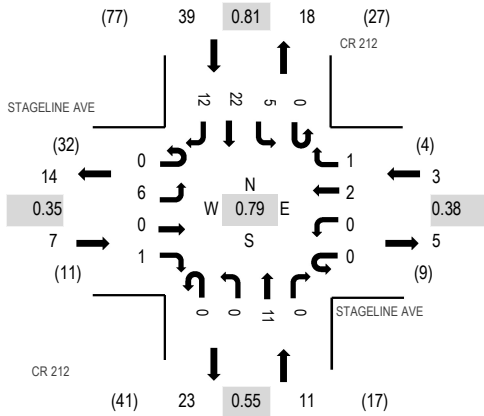 (77) 39 0.81 18 (27)
CR 212
12 22 5 0
STAGELINE AVE
(32) 0 1 (4)
14 6 2 3
0.35 W N 0.79 E S 0.38
0 0
7 1 0 5
(11) (9)
0 0 11 0
STAGELINE AVE
CR 212
(41) 23 0.55 11 (17)